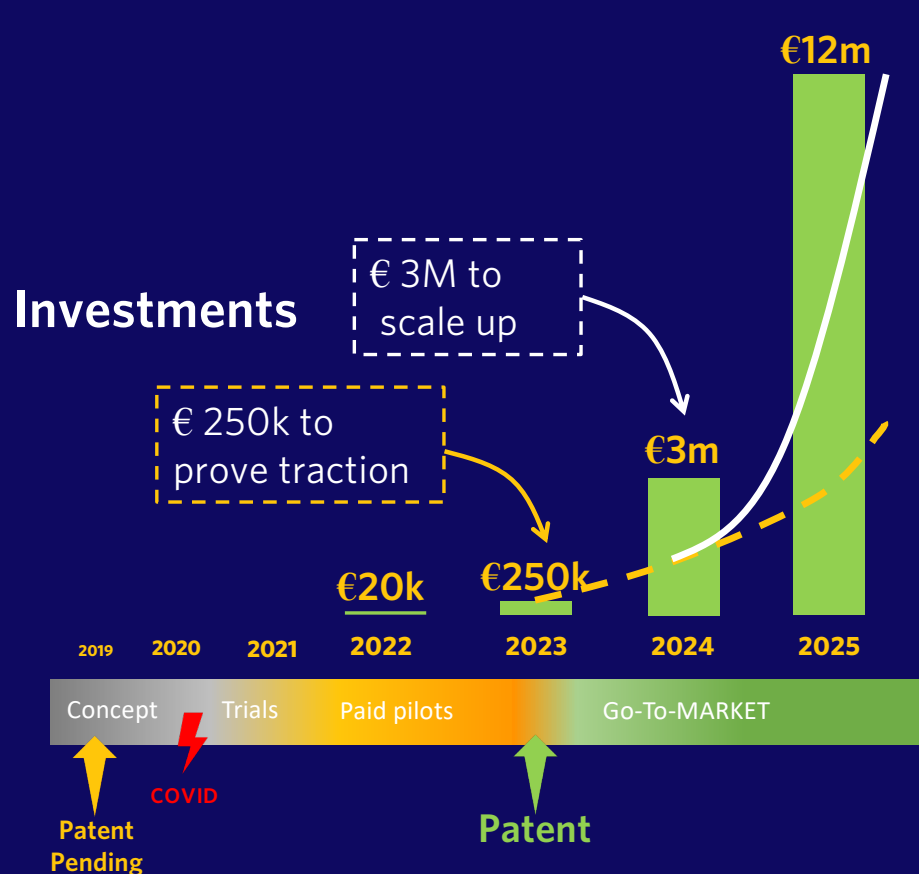 €12m
€ 3M to
scale up
Investments
€ 250k to
prove traction
€3m
€20k
€250k
2019
2020
2021
2022
2023
2024
2025
Concept
Trials
Paid pilots
Go-To-MARKET
COVID
Patent
Pending
Patent